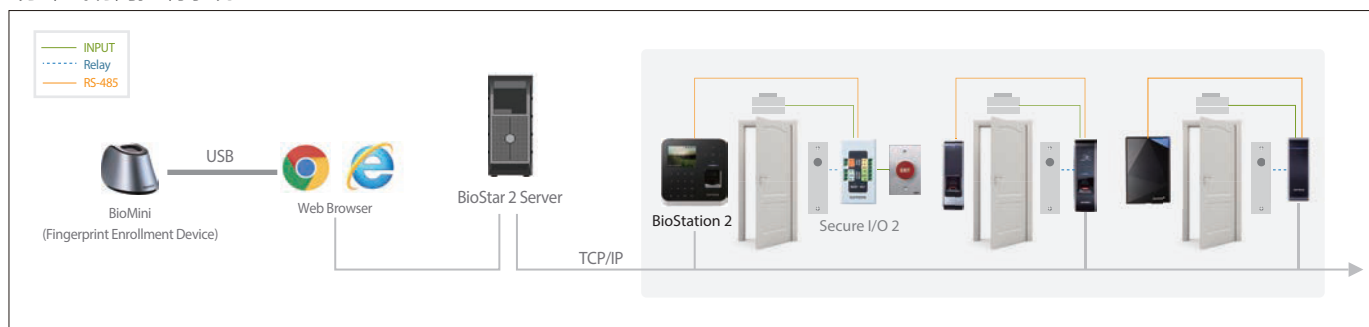 INPUT
Relay
RS-485
USB
BioMini
(Fingerprint Enrollment Device)
Web Browser
BioStar 2 Server
TCP/IP
BioStation 2
Secure I/O 2
EXIT